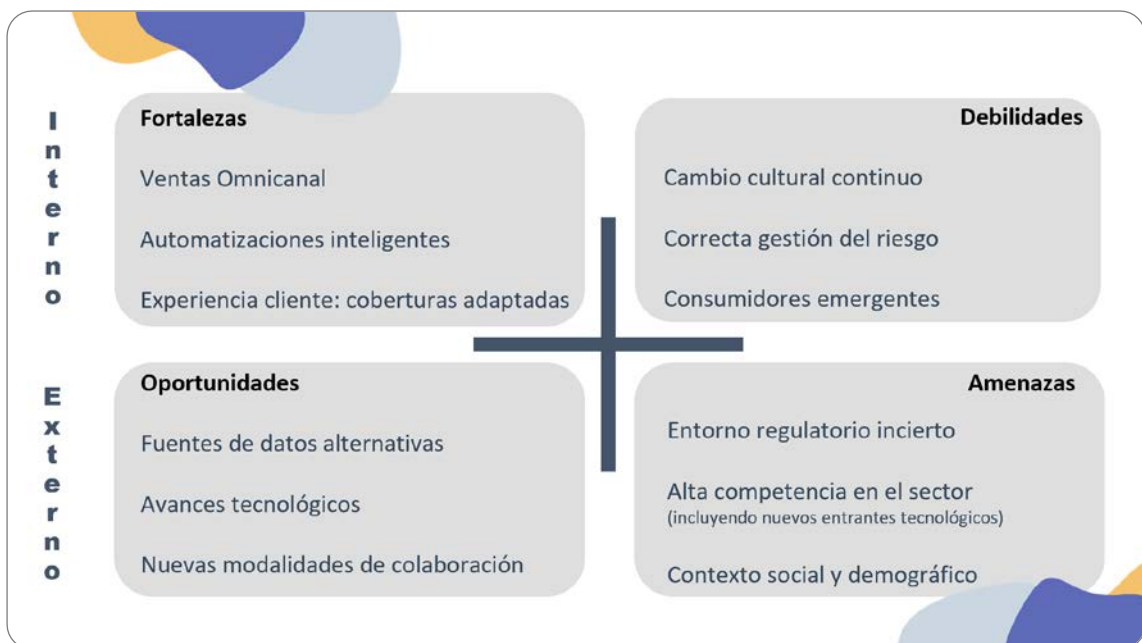 Interno
Fortalezas
Ventas Omnicanal
Automatizaciones inteligentes
Experiencia cliente: coberturas adaptadas
Debilidades
Cambio cultural continuo
Correcta gestión del riesgo
Consumidores emergentes
Externo
Oportunidades
Fuentes de datos alternativas
Avances tecnológicos
Nuevas modalidades de colaboración
Amenazas
Entorno regulatorio incierto
Alta competencia en el sector
(incluyendo nuevos entrantes tecnológicos)
Contexto social y demográfico